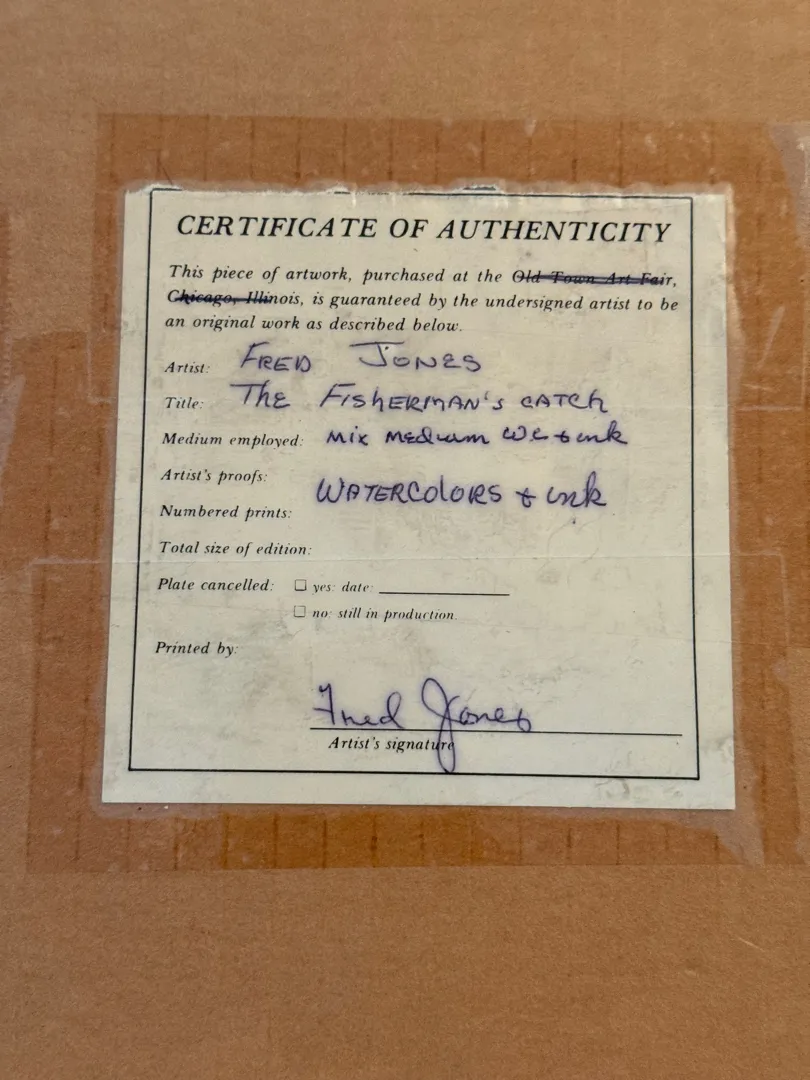 CERTIFICATE OF AUTHENTICITY
This piece of artwork, purchased at the Old Town Art Fair,
Chicago, Illinois, is guaranteed by the undersigned artist to be
an original work as described below.
Artist: FRED JONES
Title: The FISHERMAN'S CATCH
Medium employed: MIX MEDIUM WC + ink
Artist's proofs:
WATERCOLORS + ink
Numbered prints:
Total size of edition:
Plate cancelled: ☐ yes: date:
☐ no: still in production.
Printed by:
Fred Jones
Artist's signature